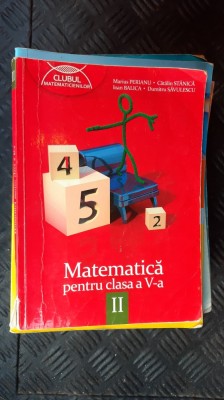 CLUBUL
MATEMATICIENILOR
Marius PERIANU • Cătălin STĂNICĂ
Ioan BALICA • Dumitru SĂVULESCU
4
5
2
Matematică
pentru clasa a V-a
II